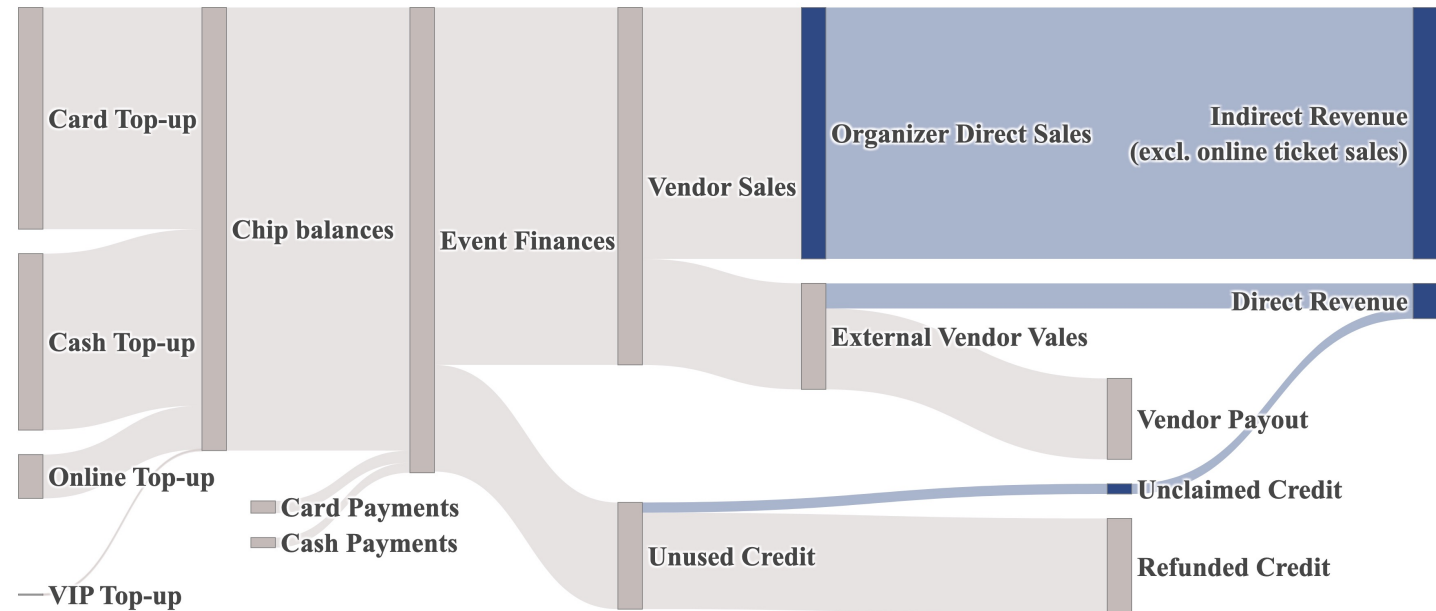 Card Top-up
Cash Top-up
Online Top-up
VIP Top-up
Chip balances
Card Payments
Cash Payments
Event Finances
Vendor Sales
Unused Credit
Organizer Direct Sales
External Vendor Vales
Vendor Payout
Unclaimed Credit
Refunded Credit
Indirect Revenue
(excl. online ticket sales)
Direct Revenue